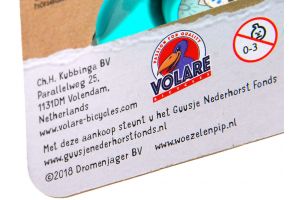 Ch.H. Kubbinga BV
Parallelweg 25,
1131DM Volendam,
Netherlands
www.volare-bicycles.com
PASSION FOR QUALITY
VOLARE
BICYCLES
0-3
Met deze aankoop steunt u het Guusje Nederhorst Fonds
www.guusjenederhorstfonds.nl
www.woezelenpip.nl
©2018 Dromenjager BV